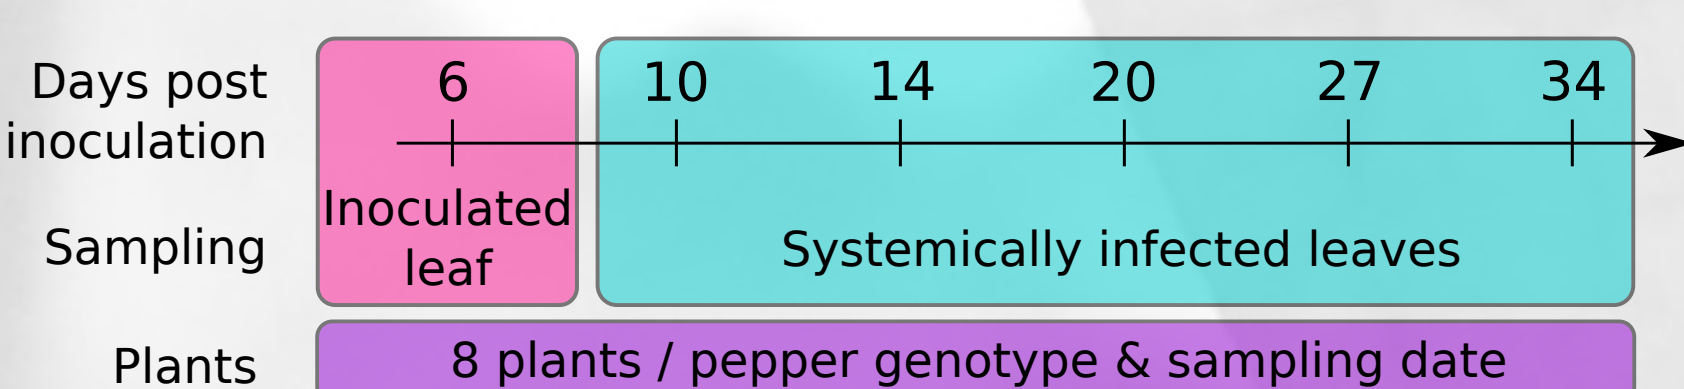 Days post
inoculation
6 10 14 20 27 34
Sampling
Inoculated
leaf
Systemically infected leaves
Plants
8 plants / pepper genotype & sampling date